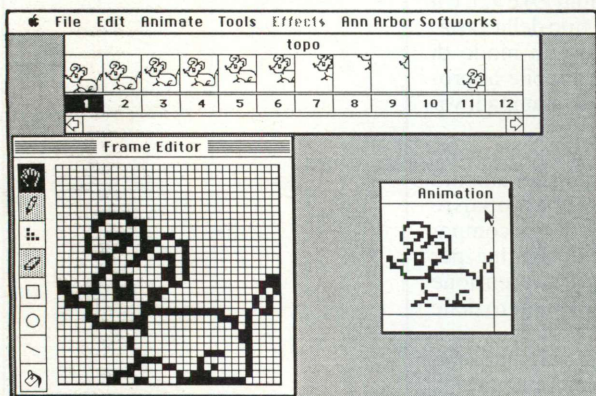 File Edit Animate Tools Effects Ann Arbor Softworks
topo
1 2 3 4 5 6 7 8 9 10 11 12
Frame Editor
Animation